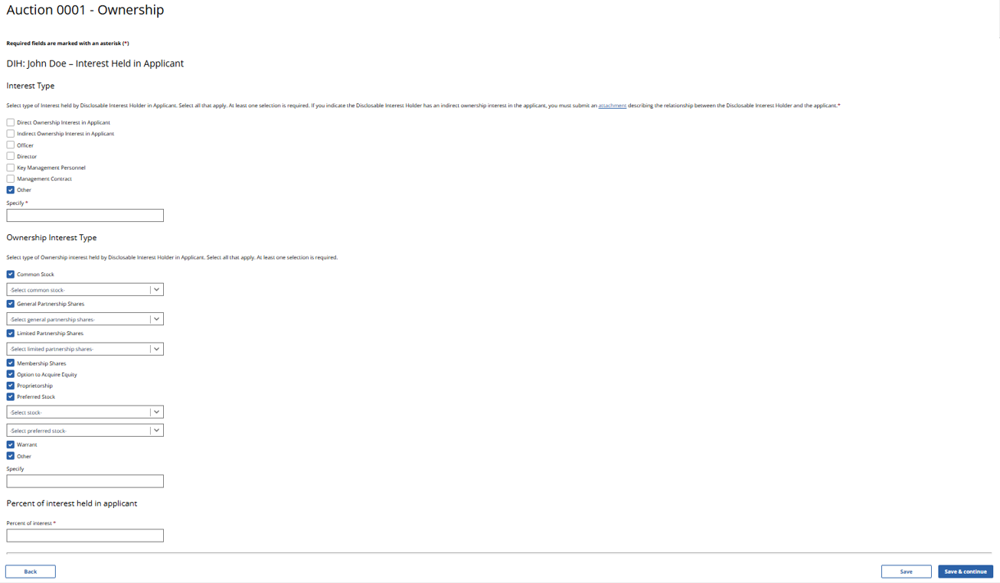 Auction 0001 - Ownership
Required fields are marked with an asterisk (*)
DIH: John Doe – Interest Held in Applicant
Interest Type
Select type of Interest held by Disclosable Interest Holder in Applicant. Select all that apply. At least one selection is required. If you indicate the Disclosable Interest Holder has an indirect ownership interest in the applicant, you must submit an attachment describing the relationship between the Disclosable Interest Holder and the applicant.*
Direct Ownership Interest in Applicant
Indirect Ownership Interest in Applicant
Officer
Director
Key Management Personnel
Management Contract
Other
Specify *
Ownership Interest Type
Select type of Ownership interest held by Disclosable Interest Holder in Applicant. Select all that apply. At least one selection is required.
Common Stock
-Select common stock-
General Partnership Shares
-Select general partnership shares-
Limited Partnership Shares
-Select limited partnership shares-
Membership Shares
Option to Acquire Equity
Proprietorship
Preferred Stock
-Select stock-
-Select preferred stock-
Warrant
Other
Specify
Percent of interest held in applicant
Percent of interest *
Back Save Save & continue